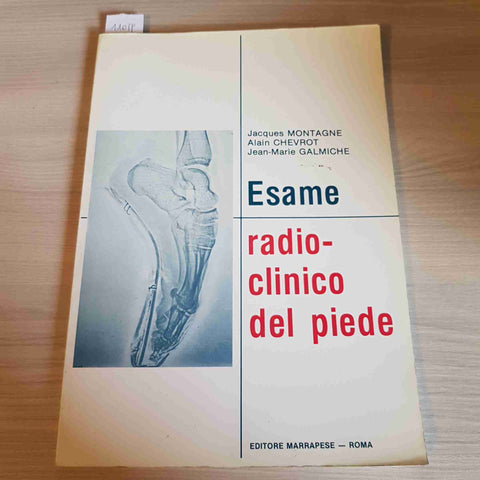 Jacques MONTAGNE
Alain CHEVROT
Jean-Marie GALMICHE
Esame
radio-
clinico
del piede
EDITORE MARRAPESE — ROMA